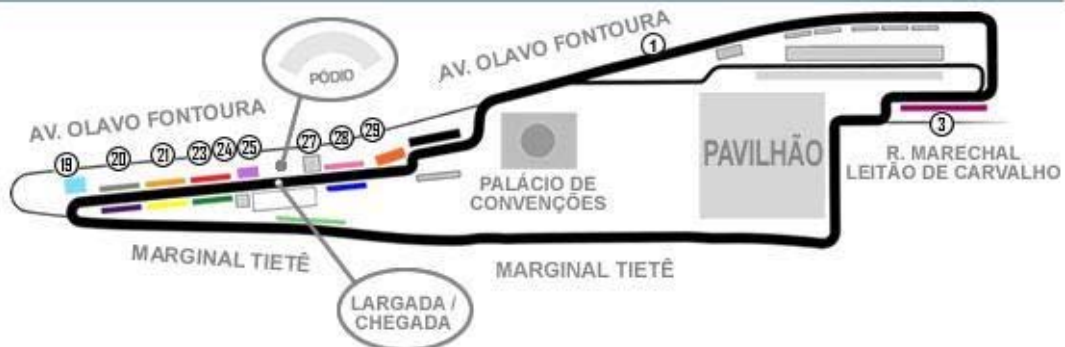 PÓDIO
AV. OLAVO FONTOURA
1
AV. OLAVO FONTOURA
19
20
21
23
24
25
27
28
29
PAVILHÃO
3
R. MARECHAL
LEITÃO DE CARVALHO
PALÁCIO DE
CONVENÇÕES
MARGINAL TIETÊ
MARGINAL TIETÊ
LARGADA /
CHEGADA